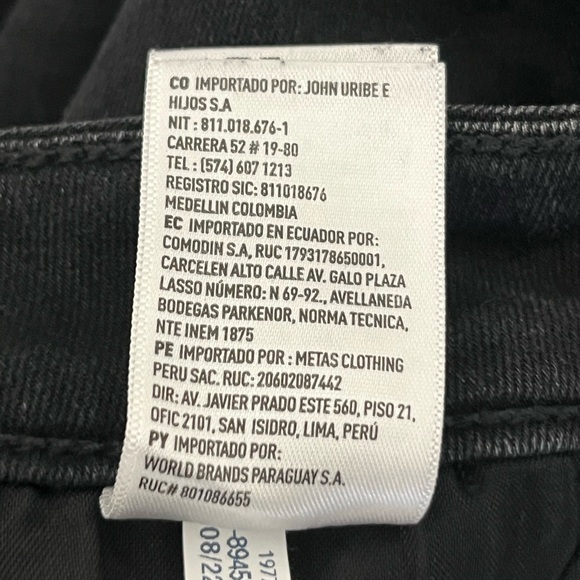 CO IMPORTADO POR: JOHN URIBE E
HIJOS S.A
NIT : 811.018.676-1
CARRERA 52 # 19-80
TEL : (574) 607 1213
REGISTRO SIC: 811018676
MEDELLIN COLOMBIA
EC IMPORTADO EN ECUADOR POR:
COMODIN S.A, RUC 1793178650001,
CARCELEN ALTO CALLE AV. GALO PLAZA
LASSO NÚMERO: N 69-92., AVELLANEDA
BODEGAS PARKENOR, NORMA TECNICA,
NTE INEM 1875
PE IMPORTADO POR : METAS CLOTHING
PERU SAC. RUC: 20602087442
DIR: AV. JAVIER PRADO ESTE 560, PISO 21,
OFIC 2101, SAN ISIDRO, LIMA, PERÚ
PY IMPORTADO POR:
WORLD BRANDS PARAGUAY S.A.
RUC# 801086655
-8945
08/22
197